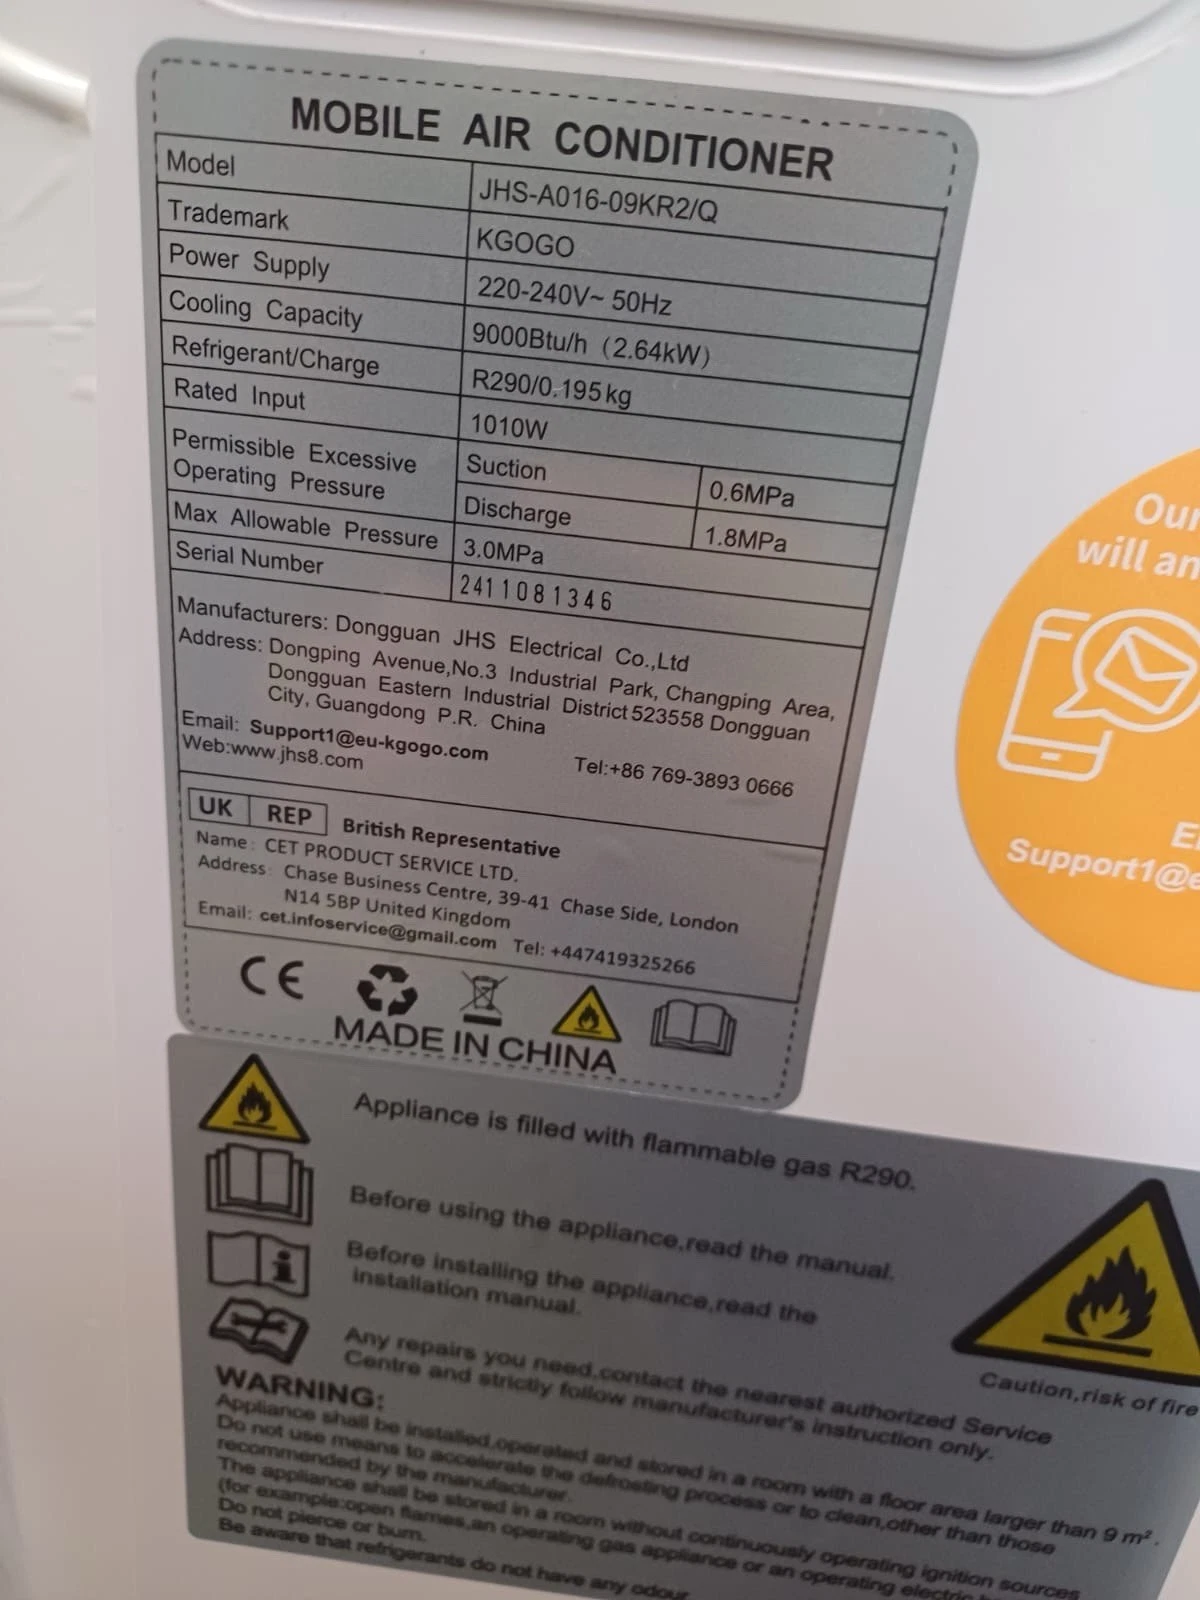 MOBILE AIR CONDITIONER
Model JHS-A016-09KR2/Q
Trademark KGOGO
Power Supply 220-240V~ 50Hz
Cooling Capacity 9000Btu/h (2.64kW)
Refrigerant/Charge R290/0.195kg
Rated Input 1010W
Permissible Excessive Operating Pressure Suction 0.6MPa
Discharge 1.8MPa
Max Allowable Pressure 3.0MPa
Serial Number 2411081346
Manufacturers: Dongguan JHS Electrical Co.,Ltd
Address: Dongping Avenue,No.3 Industrial Park, Changping Area,
Dongguan Eastern Industrial District 523558 Dongguan
City, Guangdong P.R. China
Email: Support1@eu-kgogo.com
Web:www.jhs8.com Tel:+86 769-3893 0666
UK REP British Representative
Name: CET PRODUCT SERVICE LTD.
Address: Chase Business Centre, 39-41 Chase Side, London
N14 5BP United Kingdom
Email: cet.infoservice@gmail.com Tel: +447419325266
CE
MADE IN CHINA
Our
will an
Support1@e
Appliance is filled with flammable gas R290.
Before using the appliance,read the manual.
Before installing the appliance,read the
installation manual.
Any repairs you need,contact the nearest authorized Service
Centre and strictly follow manufacturer's instruction only.
Caution,risk of fire
WARNING:
Appliance shall be installed,operated and stored in a room with a floor area larger than 9 m².
Do not use means to accelerate the defrosting process or to clean,other than those
recommended by the manufacturer.
The appliance shall be stored in a room without continuously operating ignition sources
(for example:open flames,an operating gas appliance or an operating electric
Do not pierce or burn.
Be aware that refrigerants do not have any odour